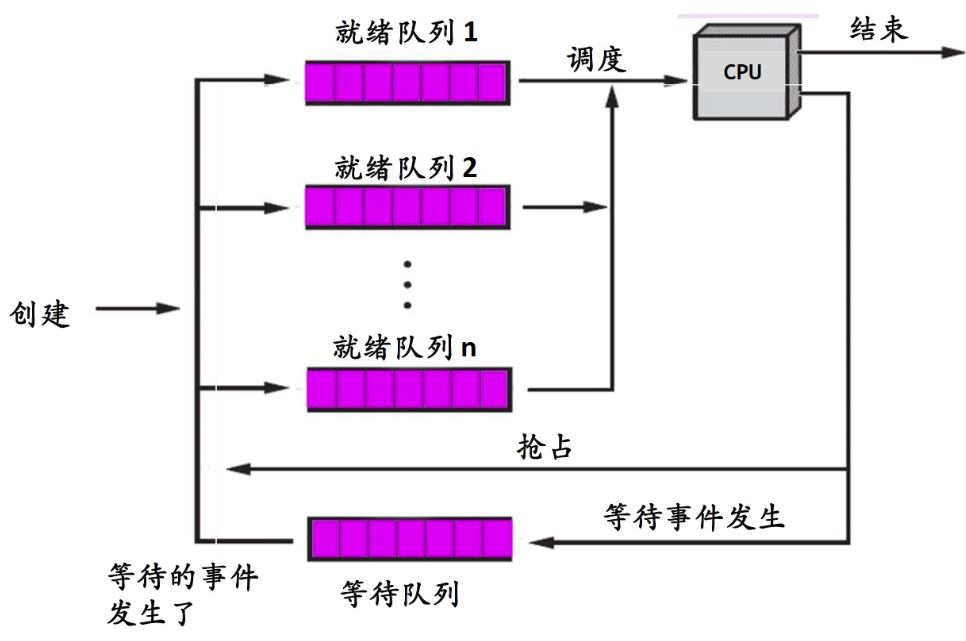 就绪队列 1
调度
CPU
结束
就绪队列 2
创建
就绪队列 n
抢占
等待事件发生
等待的事件
发生了
等待队列